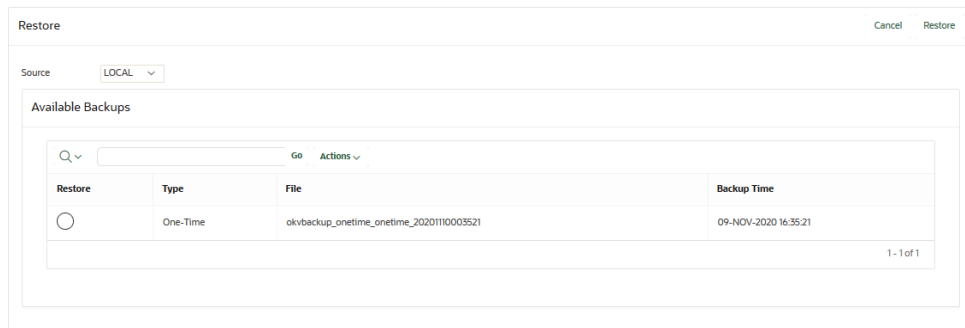 Restore Cancel Restore
Source LOCAL
Available Backups
Go Actions
Restore Type File Backup Time
One-Time okvbackup_onetime_onetime_20201110003521 09-NOV-2020 16:35:21
1 - 1 of 1